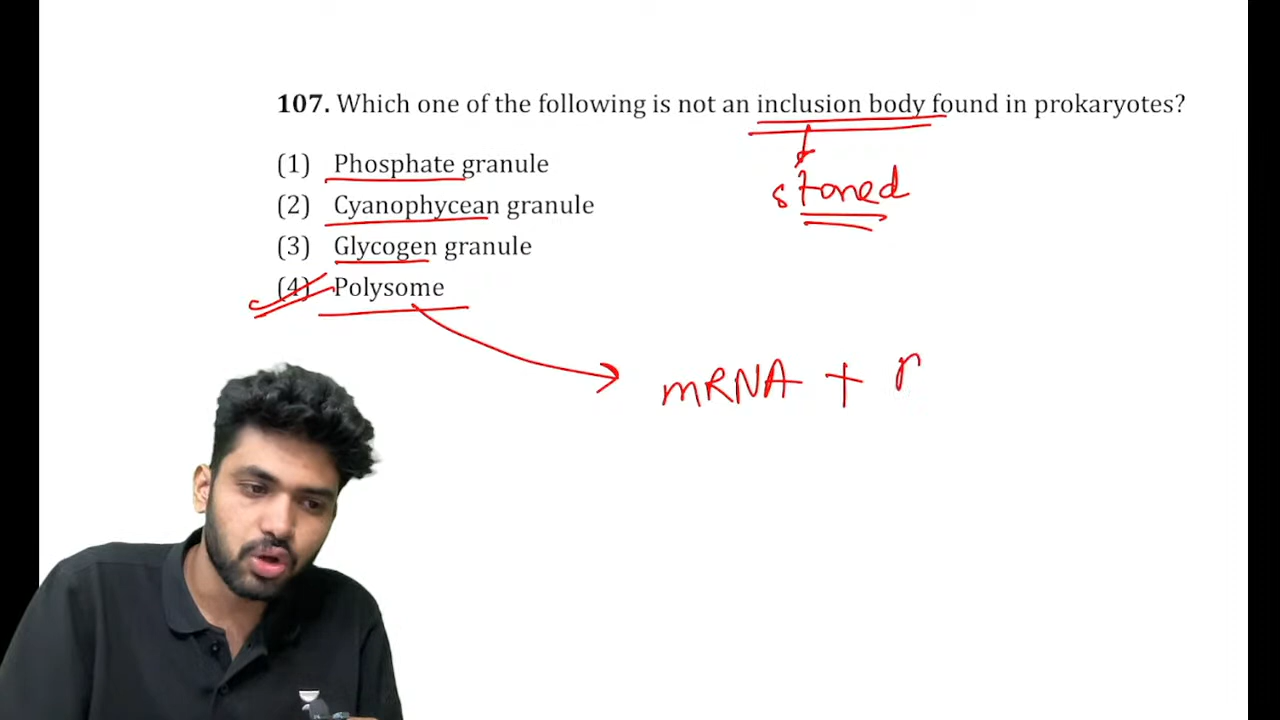 107. Which one of the following is not an inclusion body found in prokaryotes?
stored
(1) Phosphate granule
(2) Cyanophycean granule
(3) Glycogen granule
(4) Polysome
mRNA + r